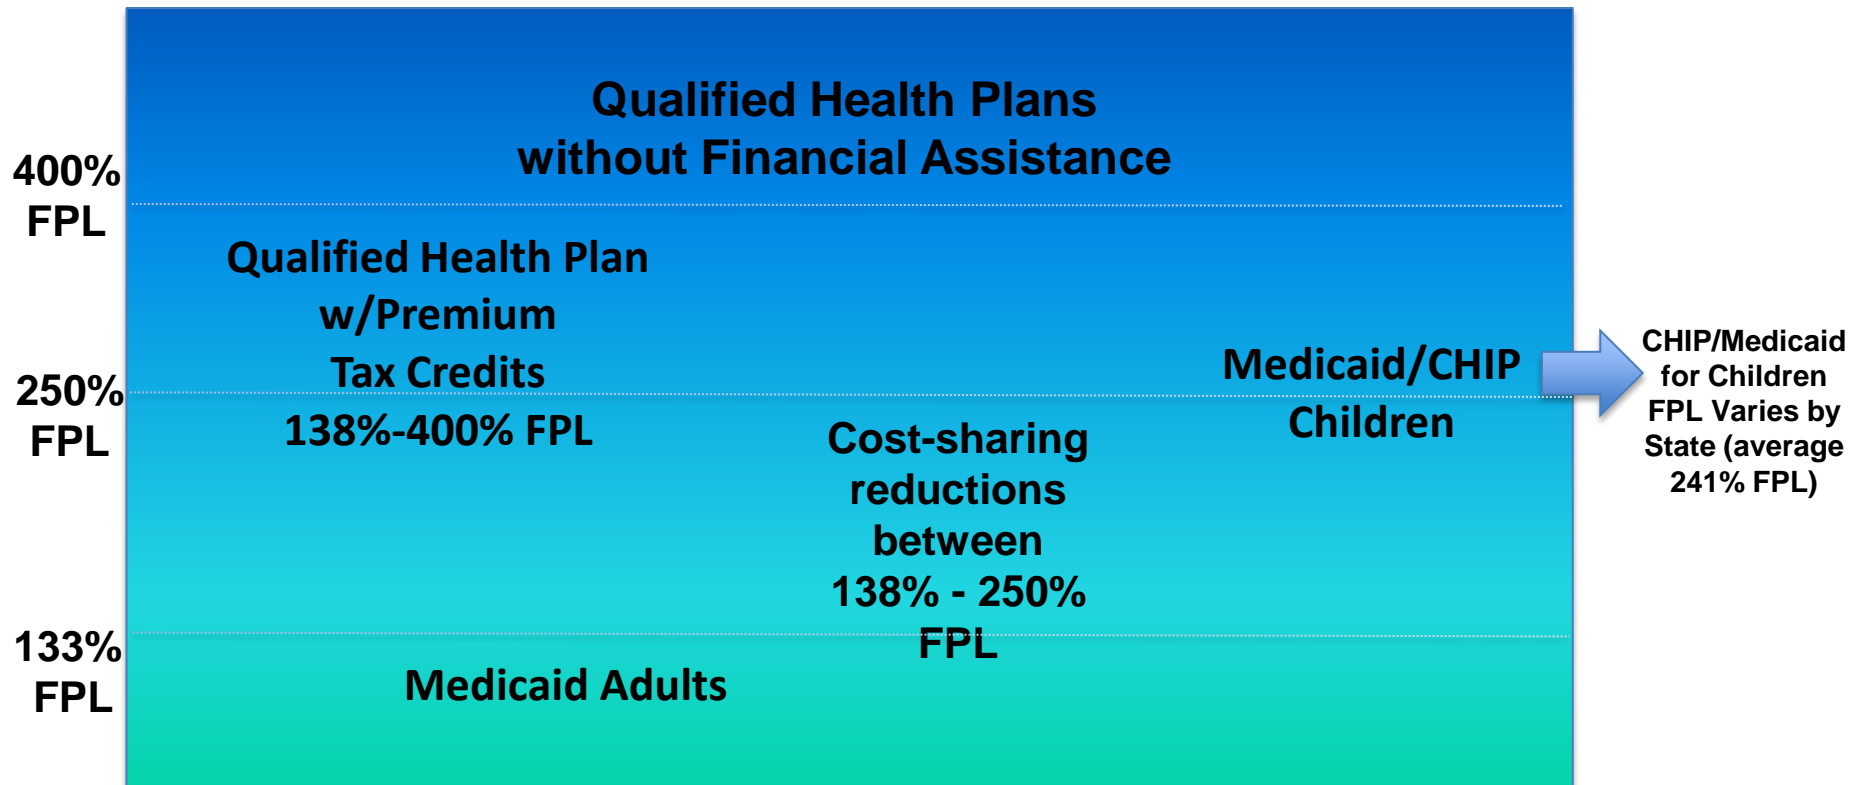 Qualified Health Plans
without Financial Assistance
400%
FPL
Qualified Health Plan
w/Premium
Tax Credits
138%-400% FPL
250%
FPL
Cost-sharing
reductions
between
138% - 250%
FPL
Medicaid/CHIP
Children
CHIP/Medicaid
for Children
FPL Varies by
State (average
241% FPL)
133%
FPL
Medicaid Adults